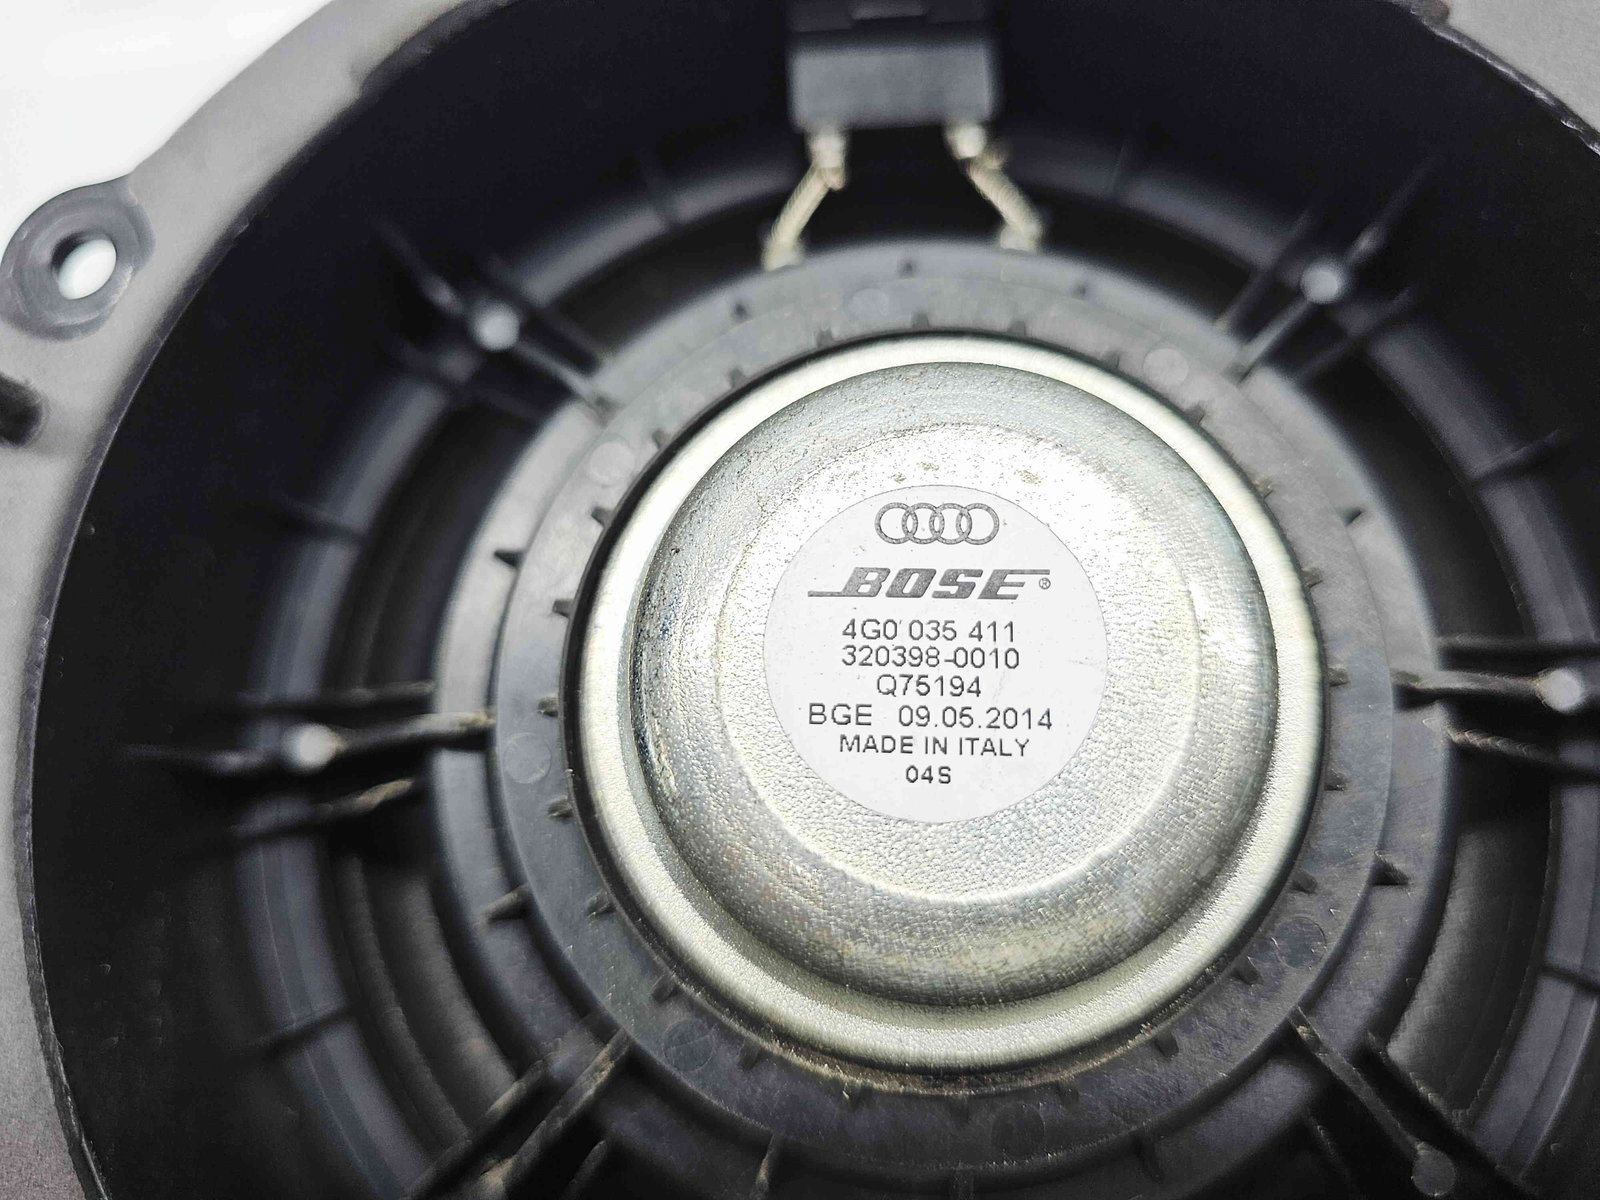 BOSE®
4G0 035 411
320398-0010
Q75194
BGE 09.05.2014
MADE IN ITALY
04S